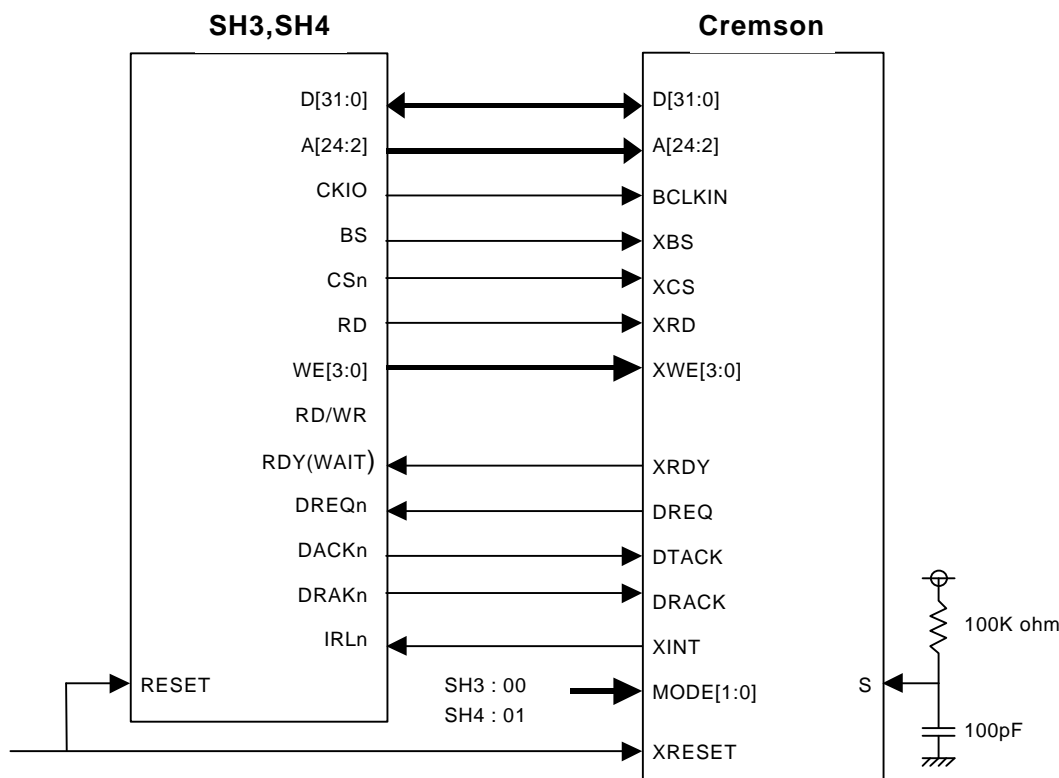 SH3,SH4
Cremson
D[31:0]
D[31:0]
A[24:2]
A[24:2]
CKIO
BCLKIN
BS
XBS
CSn
XCS
RD
XRD
WE[3:0]
XWE[3:0]
RD/WR
RDY(WAIT)
XRDY
DREQn
DREQ
DACKn
DTACK
DRAKn
DRACK
100K ohm
IRLn
XINT
RESET
SH3 : 00
MODE[1:0]
S
SH4 : 01
100pF
XRESET